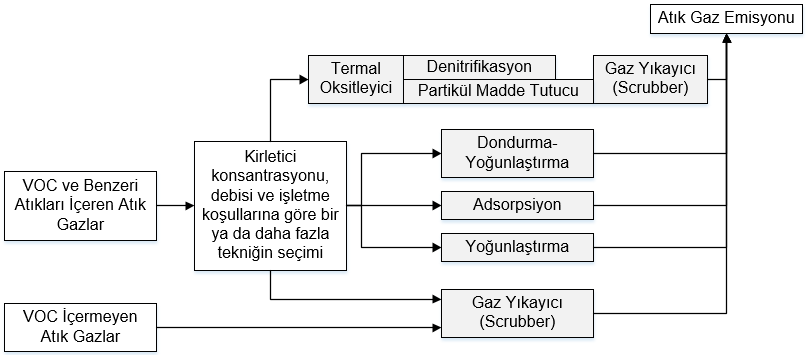 Atık Gaz Emisyonu
Termal
Oksitleyici
Denitrifikasyon
Partikül Madde Tutucu
Gaz Yıkayıcı
(Scrubber)
Kirletici
konsantrasyonu,
debisi ve işletme
koşullarına göre bir
ya da daha fazla
tekniğin seçimi
Dondurma-
Yoğunlaştırma
VOC ve Benzeri
Atıkları İçeren Atık
Gazlar
Adsorpsiyon
Yoğunlaştırma
VOC İçermeyen
Atık Gazlar
Gaz Yıkayıcı
(Scrubber)